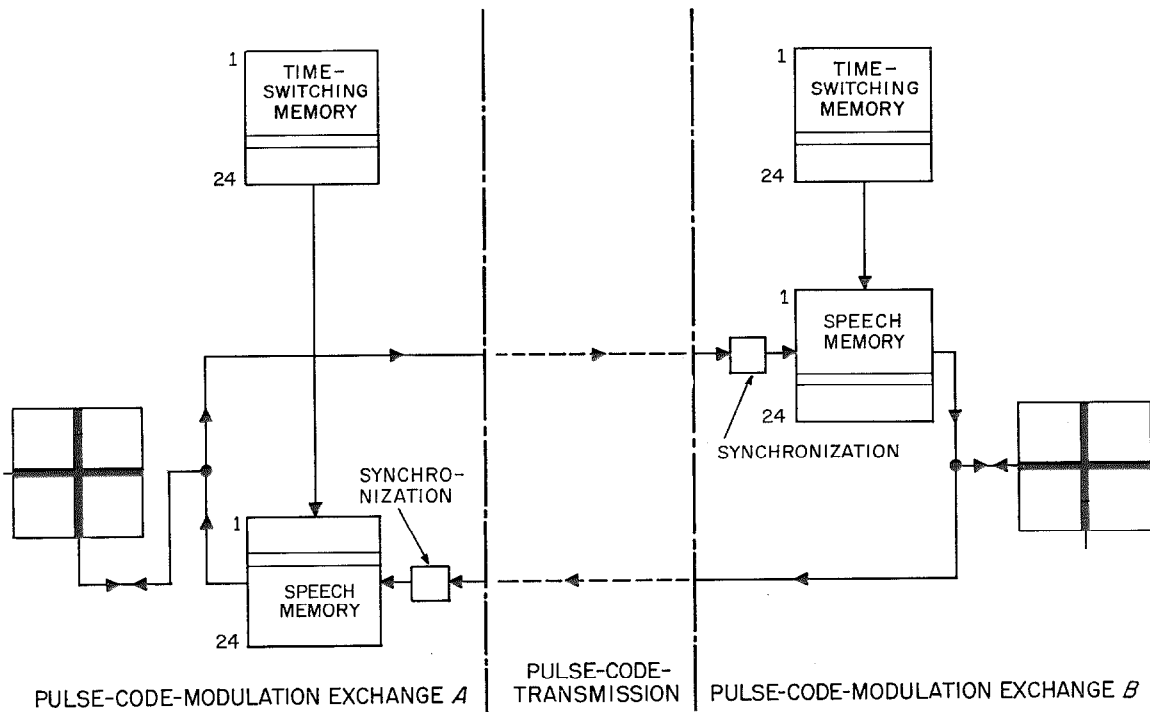 1
TIME-
SWITCHING
MEMORY
24
1
TIME-
SWITCHING
MEMORY
24
1
SPEECH
MEMORY
24
SYNCHRONIZATION
SYNCHRO-
NIZATION
1
SPEECH
MEMORY
24
PULSE-CODE-MODULATION EXCHANGE A
PULSE-CODE-
TRANSMISSION
PULSE-CODE-MODULATION EXCHANGE B